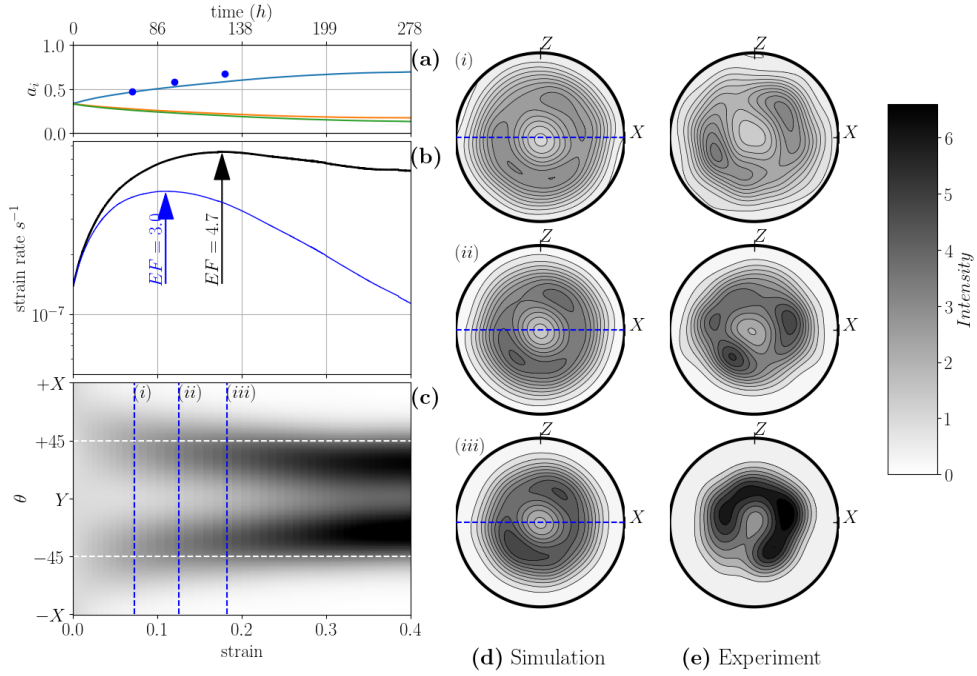 time (h)
0 86 138 199 278
1.0
0.5
0.0
a_i
(a)
(b)
strain rate s^{-1}
10^{-7}
EF = 3.0
EF = 4.7
(c)
+X
+45
Y
−45
−X
θ
(i) (ii) (iii)
0.0 0.1 0.2 0.3 0.4
strain
(i) Z X
Z X
(ii) Z X
Z X
(iii) Z X
Z X
(d) Simulation
(e) Experiment
6
5
4
3
2
1
0
Intensity